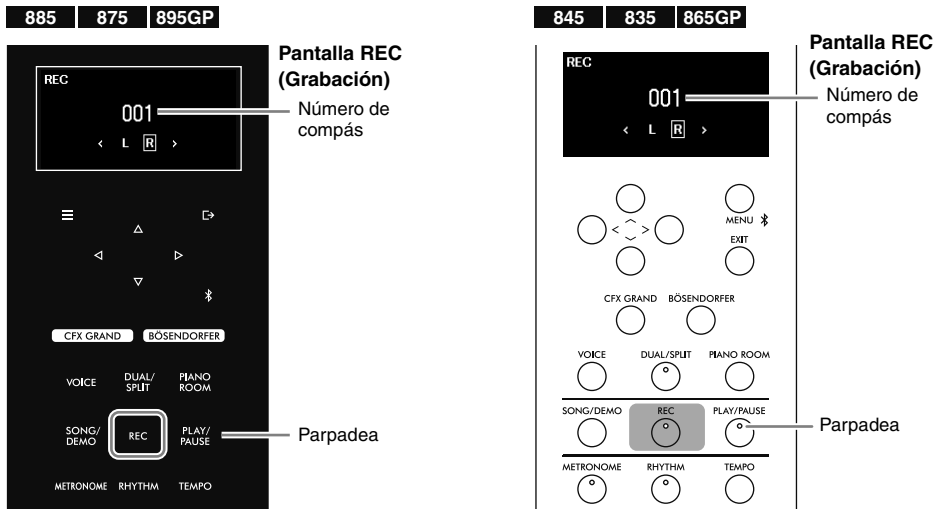 885 875 895GP
Pantalla REC
(Grabación)
REC
001
Número de
compás
< L R >
CFX GRAND BÖSENDORFER
VOICE DUAL/
SPLIT PIANO
ROOM
SONG/
DEMO REC PLAY/
PAUSE
Parpadea
METRONOME RHYTHM TEMPO
845 835 865GP
Pantalla REC
(Grabación)
REC
001
Número de
compás
< L R >
MENU
EXIT
CFX GRAND BÖSENDORFER
VOICE DUAL/SPLIT PIANO ROOM
SONG/DEMO REC PLAY/PAUSE
Parpadea
METRONOME RHYTHM TEMPO